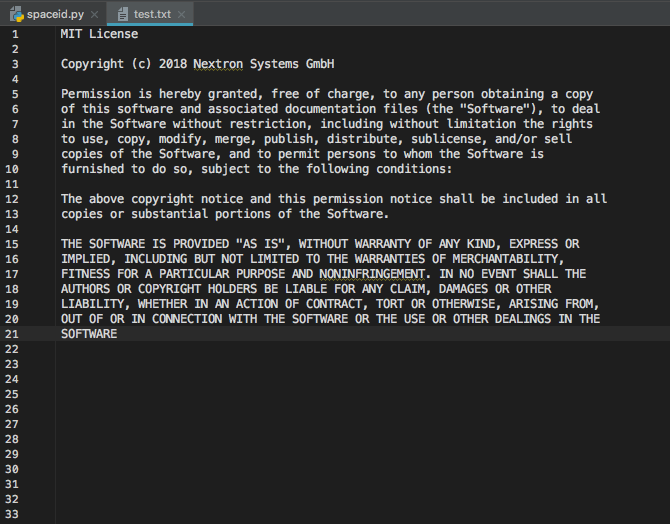 spaceid.py test.txt
1 MIT License
2
3 Copyright (c) 2018 Nextron Systems GmbH
4
5 Permission is hereby granted, free of charge, to any person obtaining a copy
6 of this software and associated documentation files (the "Software"), to deal
7 in the Software without restriction, including without limitation the rights
8 to use, copy, modify, merge, publish, distribute, sublicense, and/or sell
9 copies of the Software, and to permit persons to whom the Software is
10 furnished to do so, subject to the following conditions:
11
12 The above copyright notice and this permission notice shall be included in all
13 copies or substantial portions of the Software.
14
15 THE SOFTWARE IS PROVIDED "AS IS", WITHOUT WARRANTY OF ANY KIND, EXPRESS OR
16 IMPLIED, INCLUDING BUT NOT LIMITED TO THE WARRANTIES OF MERCHANTABILITY,
17 FITNESS FOR A PARTICULAR PURPOSE AND NONINFRINGEMENT. IN NO EVENT SHALL THE
18 AUTHORS OR COPYRIGHT HOLDERS BE LIABLE FOR ANY CLAIM, DAMAGES OR OTHER
19 LIABILITY, WHETHER IN AN ACTION OF CONTRACT, TORT OR OTHERWISE, ARISING FROM,
20 OUT OF OR IN CONNECTION WITH THE SOFTWARE OR THE USE OR OTHER DEALINGS IN THE
21 SOFTWARE
22
23
24
25
26
27
28
29
30
31
32
33